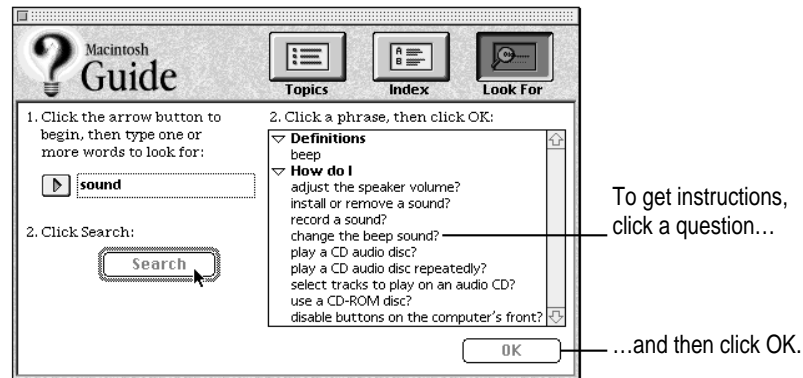 Macintosh
Guide
Topics
Index
Look For
1. Click the arrow button to
begin, then type one or
more words to look for:
sound
2. Click Search:
Search
2. Click a phrase, then click OK:
Definitions
beep
How do I
adjust the speaker volume?
install or remove a sound?
record a sound?
change the beep sound?
play a CD audio disc?
play a CD audio disc repeatedly?
select tracks to play on an audio CD?
use a CD-ROM disc?
disable buttons on the computer's front?
OK
To get instructions,
click a question…
…and then click OK.